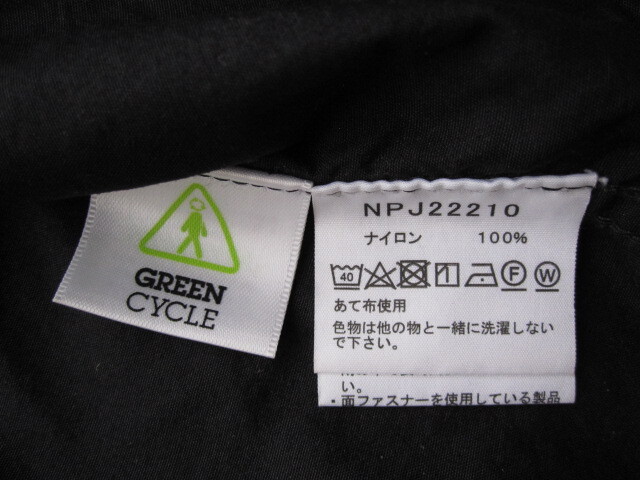 GREEN
CYCLE
NPJ22210
ナイロン 100%
40 F W
あて布使用
色物は他の物と一緒に洗濯しない
で下さい。
い。
・面ファスナーを使用している製品